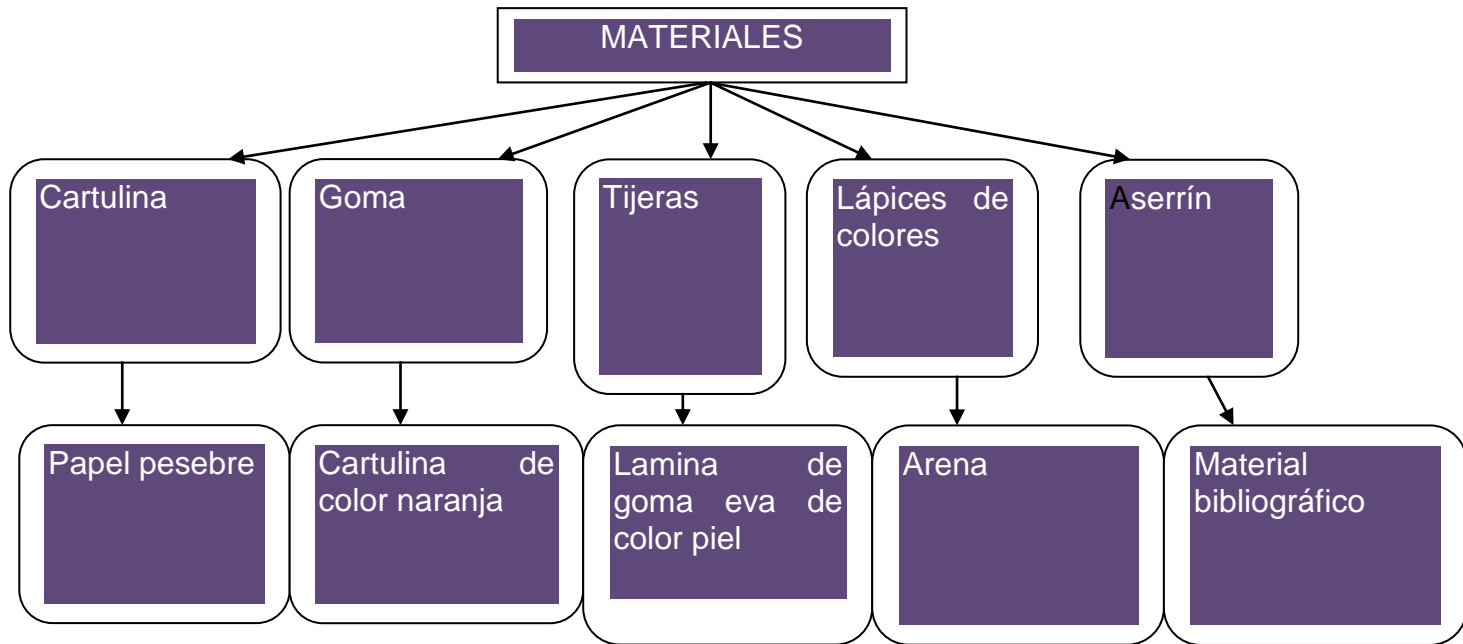 MATERIALES
Cartulina
Goma
Tijeras
Lápices de
colores
Aserrín
Papel pesebre
Cartulina de
color naranja
Lamina de
goma eva de
color piel
Arena
Material
bibliográfico